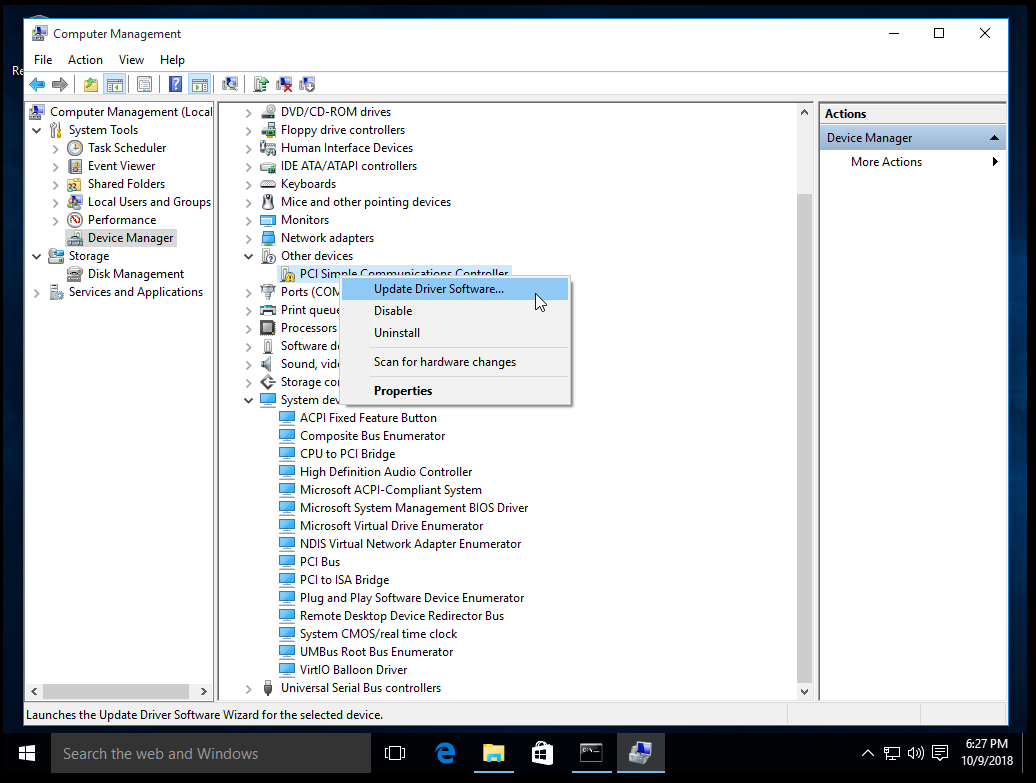 Re
Computer Management
File Action View Help
Computer Management (Local
System Tools
Task Scheduler
Event Viewer
Shared Folders
Local Users and Groups
Performance
Device Manager
Storage
Disk Management
Services and Applications
DVD/CD-ROM drives
Floppy drive controllers
Human Interface Devices
IDE ATA/ATAPI controllers
Keyboards
Mice and other pointing devices
Monitors
Network adapters
Other devices
PCI Simple Communications Controller
Ports (COM
Print queue
Processors
Software de
Sound, vide
Storage con
System dev
ACPI Fixed Feature Button
Composite Bus Enumerator
CPU to PCI Bridge
High Definition Audio Controller
Microsoft ACPI-Compliant System
Microsoft System Management BIOS Driver
Microsoft Virtual Drive Enumerator
NDIS Virtual Network Adapter Enumerator
PCI Bus
PCI to ISA Bridge
Plug and Play Software Device Enumerator
Remote Desktop Device Redirector Bus
System CMOS/real time clock
UMBus Root Bus Enumerator
VirtIO Balloon Driver
Universal Serial Bus controllers
Update Driver Software...
Disable
Uninstall
Scan for hardware changes
Properties
Actions
Device Manager
More Actions
Launches the Update Driver Software Wizard for the selected device.
Search the web and Windows
6:27 PM
10/9/2018